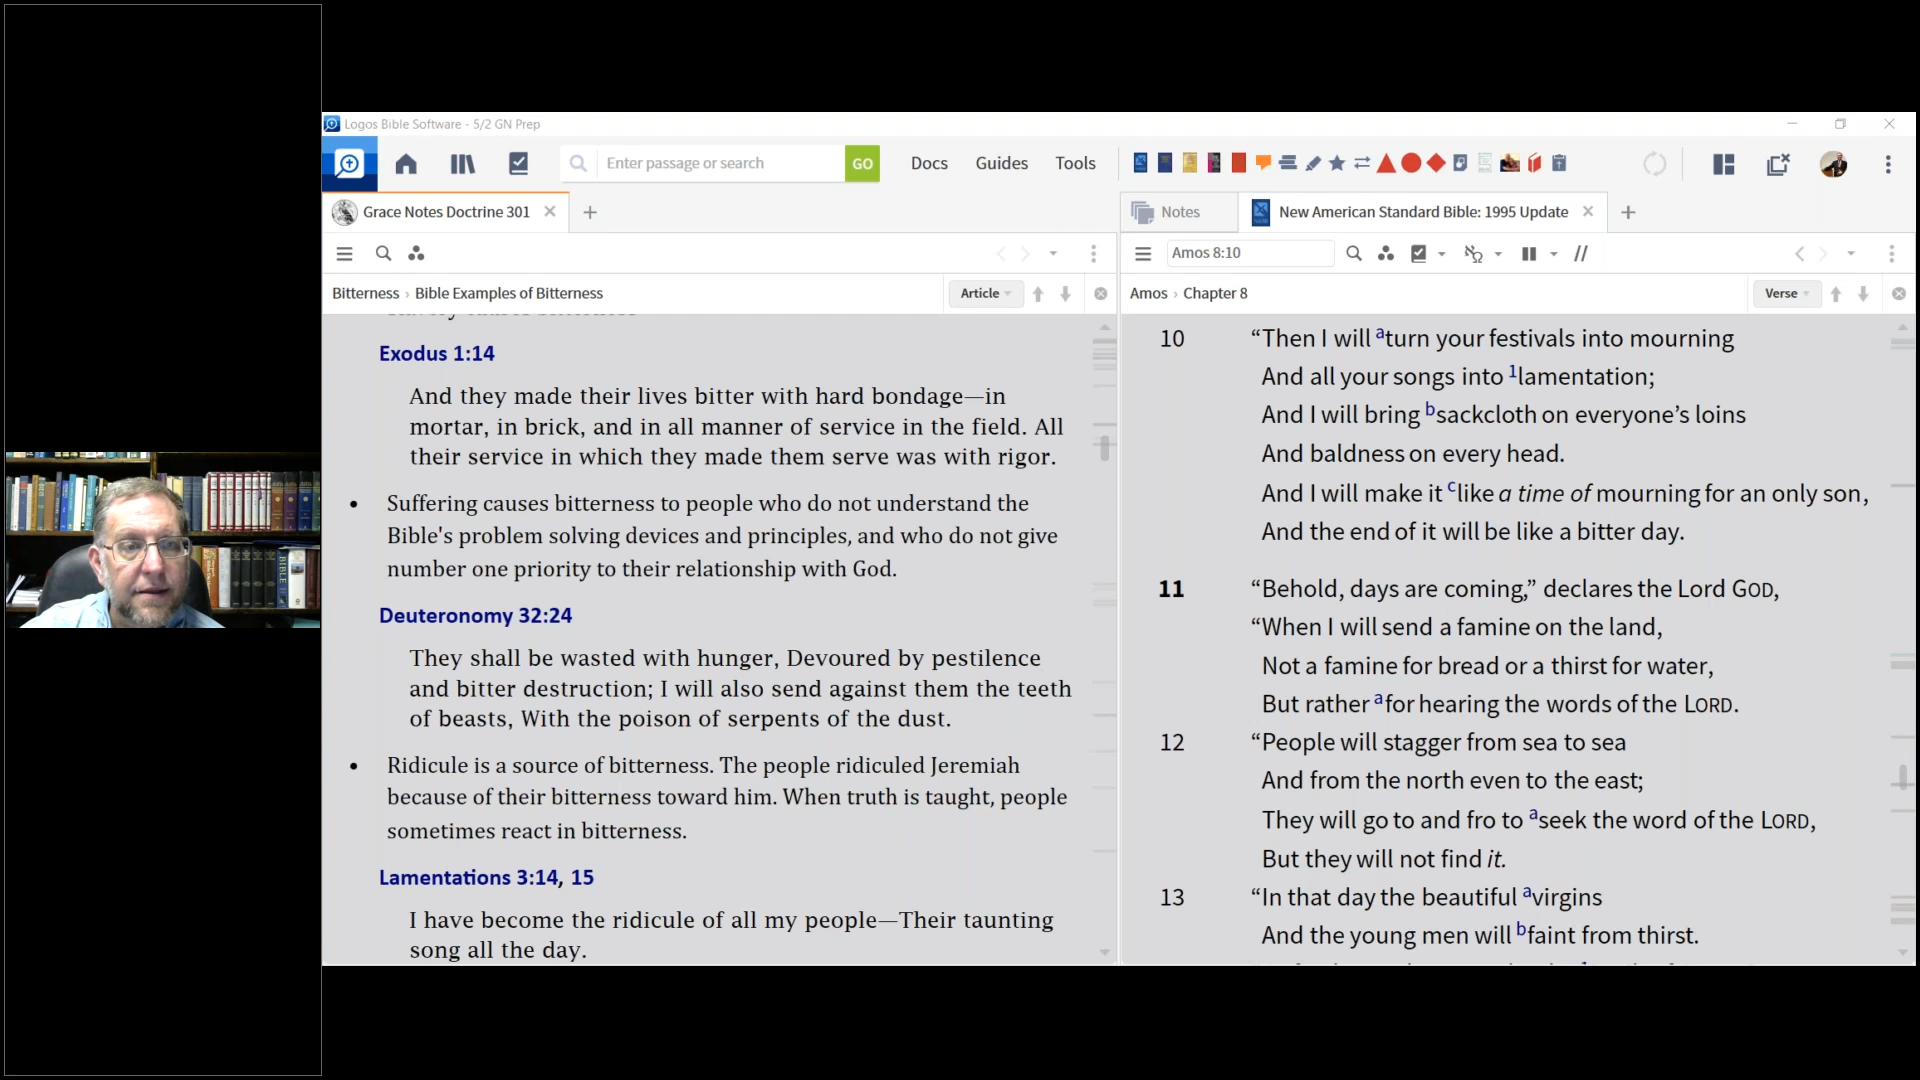 Logos Bible Software - 5/2 GN Prep
Enter passage or search
GO
Docs
Guides
Tools
Grace Notes Doctrine 301
Bitterness › Bible Examples of Bitterness
Article
Exodus 1:14
And they made their lives bitter with hard bondage—in
mortar, in brick, and in all manner of service in the field. All
their service in which they made them serve was with rigor.
• Suffering causes bitterness to people who do not understand the
Bible's problem solving devices and principles, and who do not give
number one priority to their relationship with God.
Deuteronomy 32:24
They shall be wasted with hunger, Devoured by pestilence
and bitter destruction; I will also send against them the teeth
of beasts, With the poison of serpents of the dust.
• Ridicule is a source of bitterness. The people ridiculed Jeremiah
because of their bitterness toward him. When truth is taught, people
sometimes react in bitterness.
Lamentations 3:14, 15
I have become the ridicule of all my people—Their taunting
song all the day.
Notes
New American Standard Bible: 1995 Update
Amos 8:10
Amos › Chapter 8
Verse
10 “Then I will aturn your festivals into mourning
And all your songs into 1lamentation;
And I will bring bsackcloth on everyone’s loins
And baldness on every head.
And I will make it clike a time of mourning for an only son,
And the end of it will be like a bitter day.
11 “Behold, days are coming,” declares the Lord GOD,
“When I will send a famine on the land,
Not a famine for bread or a thirst for water,
But rather afor hearing the words of the LORD.
12 “People will stagger from sea to sea
And from the north even to the east;
They will go to and fro to aseek the word of the LORD,
But they will not find it.
13 “In that day the beautiful avirgins
And the young men will bfaint from thirst.